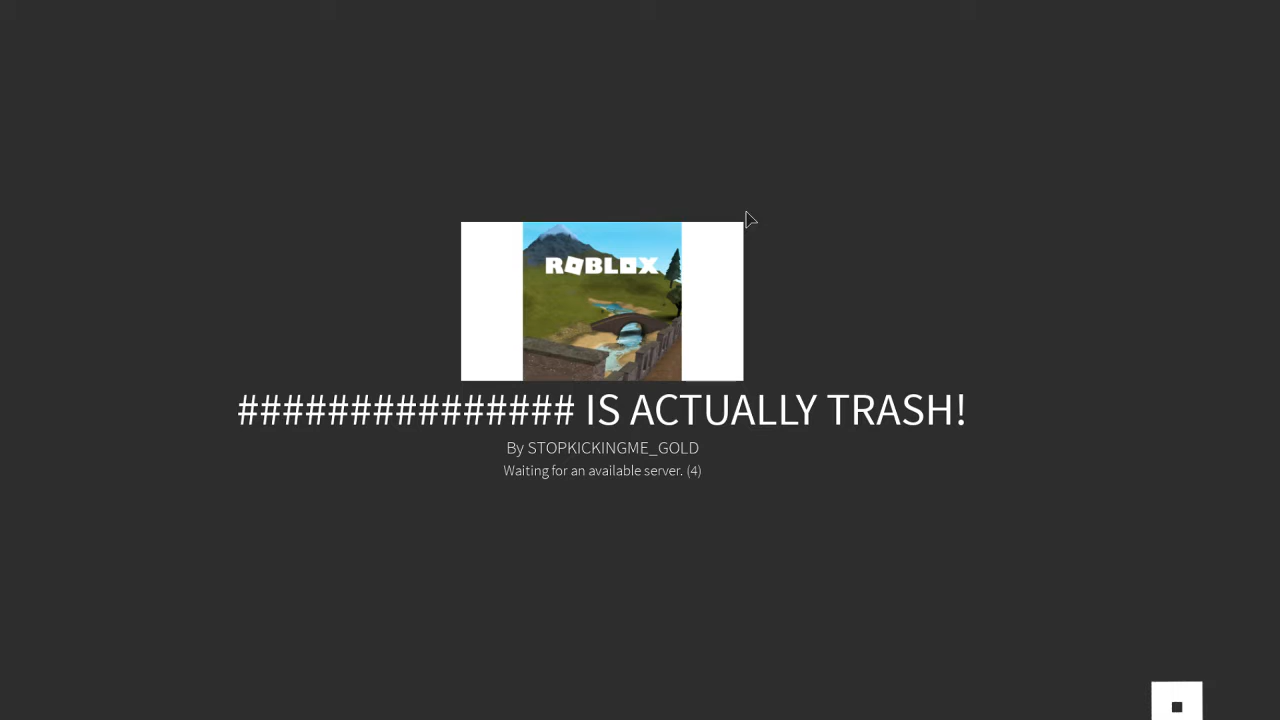 ROBLOX
############### IS ACTUALLY TRASH!
By STOPKICKINGME_GOLD
Waiting for an available server. (4)